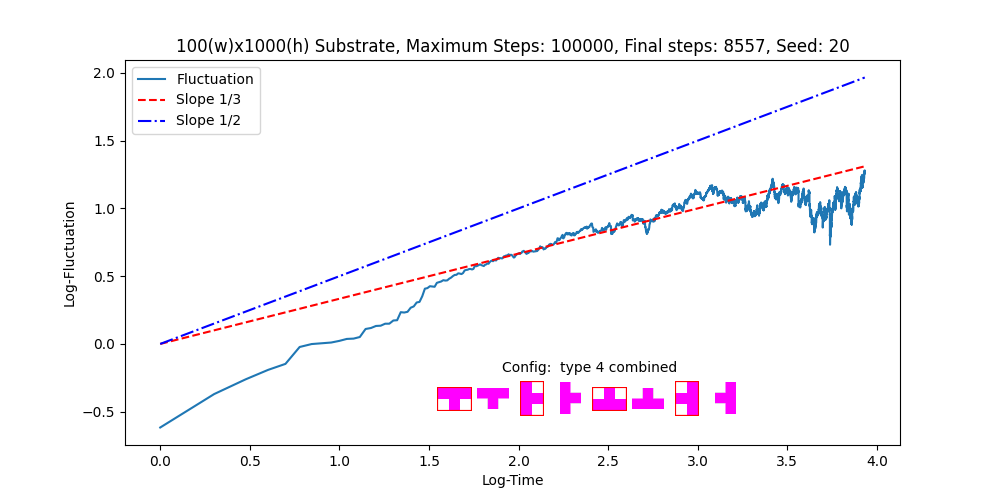 100(w)x1000(h) Substrate, Maximum Steps: 100000, Final steps: 8557, Seed: 20
Fluctuation
Slope 1/3
Slope 1/2
2.0
1.5
1.0
0.5
0.0
−0.5
Log-Fluctuation
Config:  type 4 combined
0.0 0.5 1.0 1.5 2.0 2.5 3.0 3.5 4.0
Log-Time